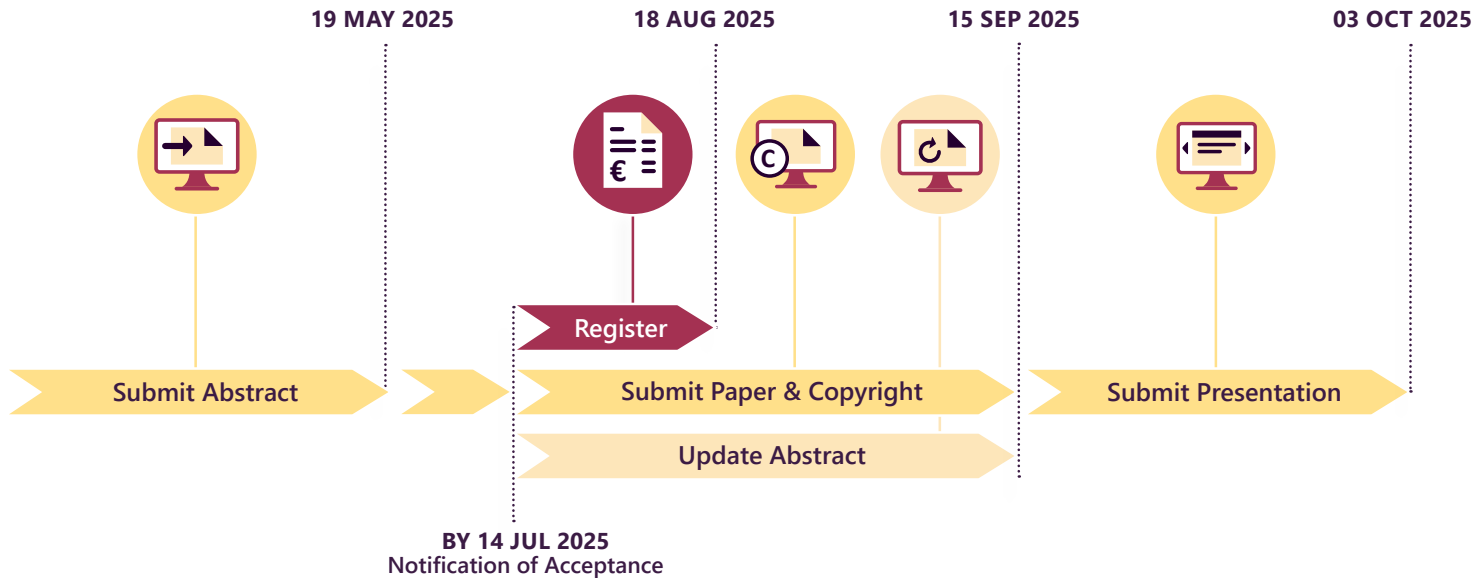 19 MAY 2025
18 AUG 2025
15 SEP 2025
03 OCT 2025
€
C
Register
Submit Abstract
Submit Paper & Copyright
Submit Presentation
Update Abstract
BY 14 JUL 2025
Notification of Acceptance